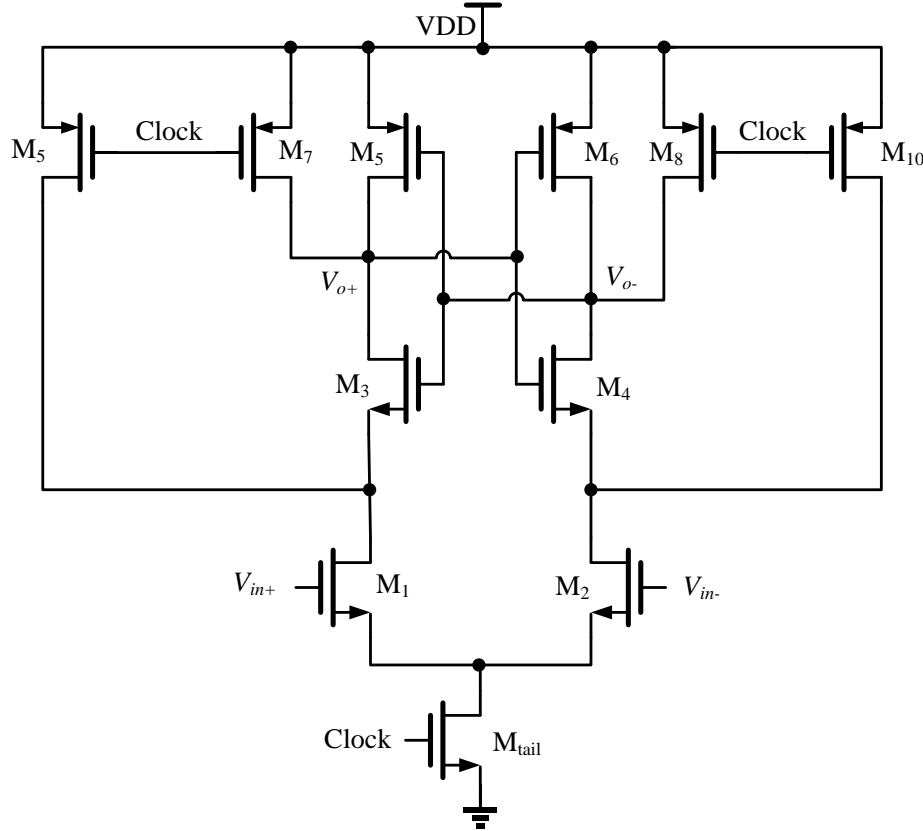 VDD
Clock
Clock
M5
M7
M5
M6
M8
M10
Vo+
Vo-
M3
M4
Vin+
M1
M2
Vin-
Clock
Mtail